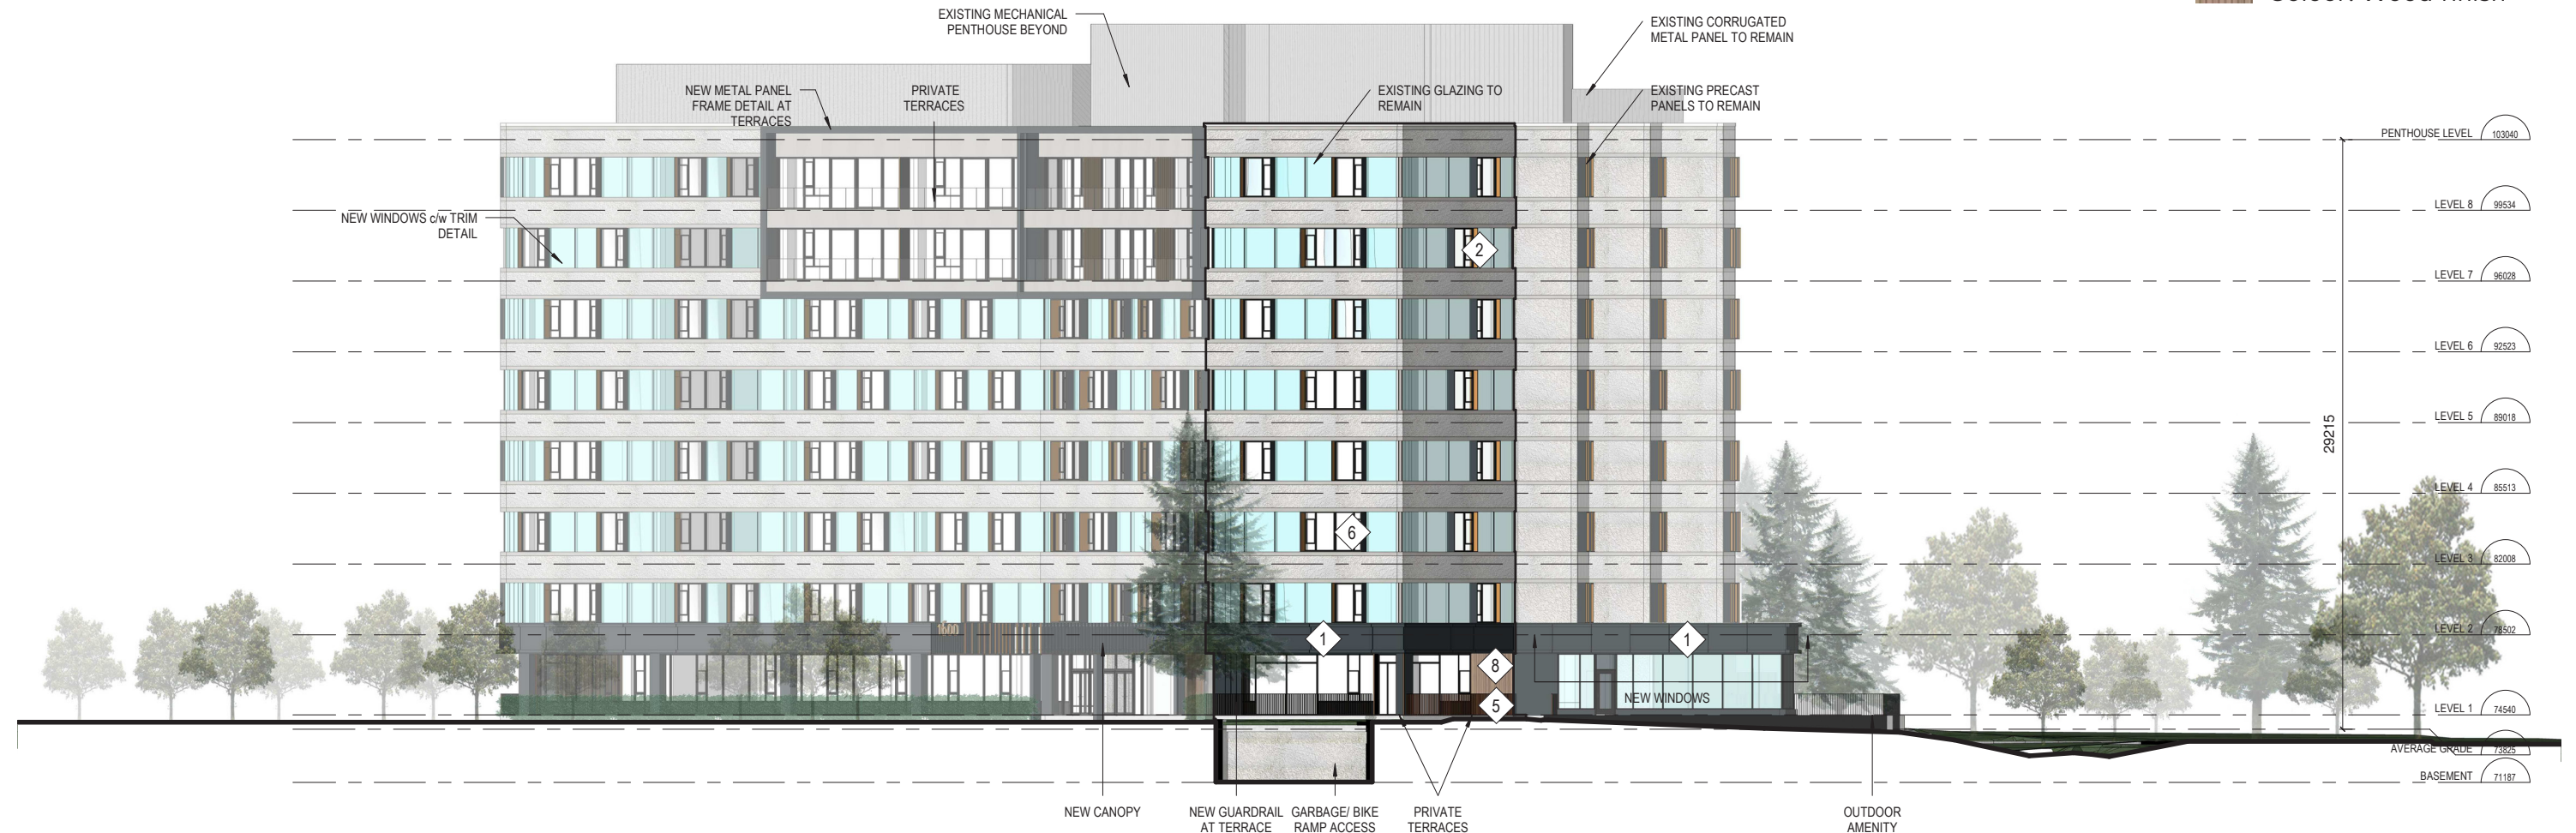 EXISTING MECHANICAL
PENTHOUSE BEYOND
EXISTING CORRUGATED
METAL PANEL TO REMAIN
NEW METAL PANEL
FRAME DETAIL AT
TERRACES
PRIVATE
TERRACES
EXISTING GLAZING TO
REMAIN
EXISTING PRECAST
PANELS TO REMAIN
PENTHOUSE LEVEL 103040
NEW WINDOWS c/w TRIM
DETAIL
LEVEL 8 99534
2
LEVEL 7 96028
LEVEL 6 92523
LEVEL 5 89018
29215
LEVEL 4 85513
6
LEVEL 3 82008
1600
1
1
LEVEL 2 78502
8
NEW WINDOWS
5
LEVEL 1 74540
AVERAGE GRADE 73825
BASEMENT 71187
NEW CANOPY
NEW GUARDRAIL
AT TERRACE
GARBAGE/ BIKE
RAMP ACCESS
PRIVATE
TERRACES
OUTDOOR
AMENITY